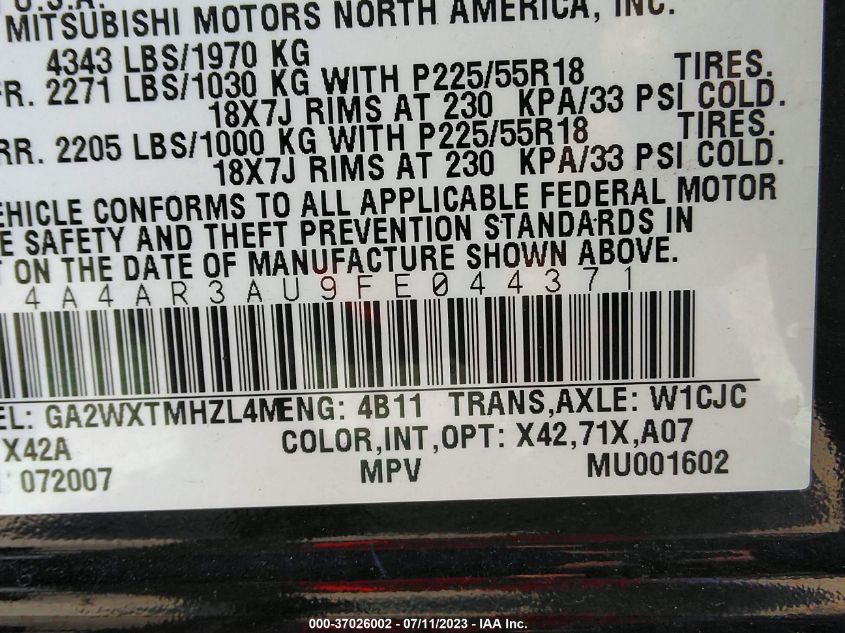 U.S.A.
MITSUBISHI MOTORS NORTH AMERICA, INC.
4343 LBS/1970 KG
FR. 2271 LBS/1030 KG WITH P225/55R18 TIRES.
18X7J RIMS AT 230 KPA/33 PSI COLD.
RR. 2205 LBS/1000 KG WITH P225/55R18 TIRES.
18X7J RIMS AT 230 KPA/33 PSI COLD.
EHICLE CONFORMS TO ALL APPLICABLE FEDERAL MOTOR
E SAFETY AND THEFT PREVENTION STANDARDS IN
T ON THE DATE OF MANUFACTURE SHOWN ABOVE.
4A4AR3AU9FE044371
EL: GA2WXTMHZL4M ENG: 4B11 TRANS,AXLE: W1CJC
X42A COLOR,INT,OPT: X42,71X,A07
072007 MPV MU001602
000-37026002 - 07/11/2023 - IAA Inc.